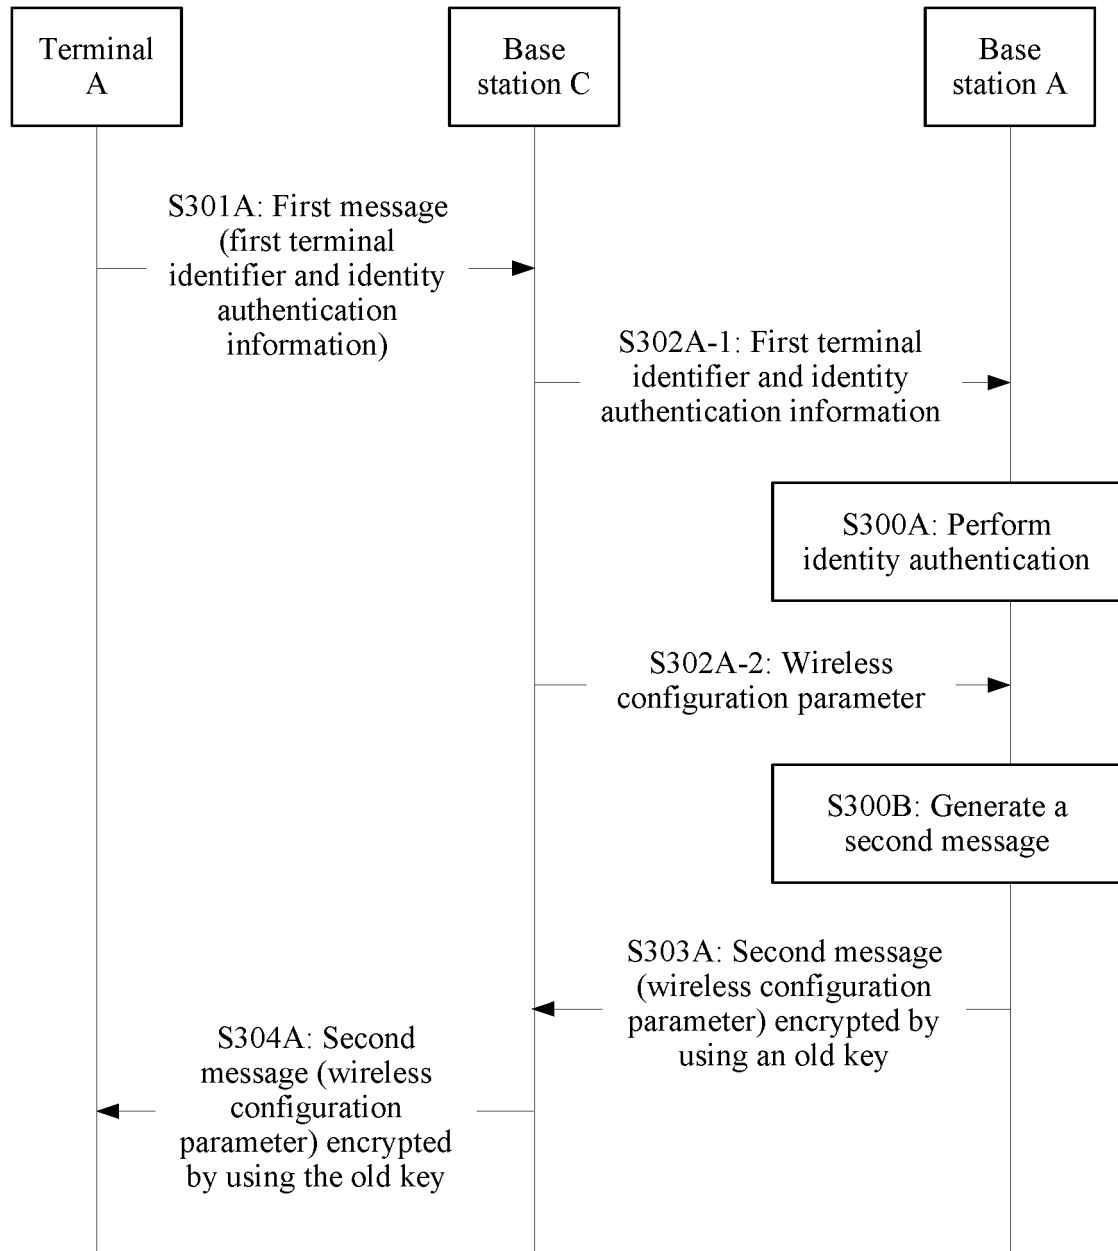 Terminal
A
Base
station C
Base
station A
S301A: First message
(first terminal
identifier and identity
authentication
information)
S302A-1: First terminal
identifier and identity
authentication information
S300A: Perform
identity authentication
S302A-2: Wireless
configuration parameter
S300B: Generate a
second message
S303A: Second message
(wireless configuration
parameter) encrypted by
using an old key
S304A: Second
message (wireless
configuration
parameter) encrypted
by using the old key